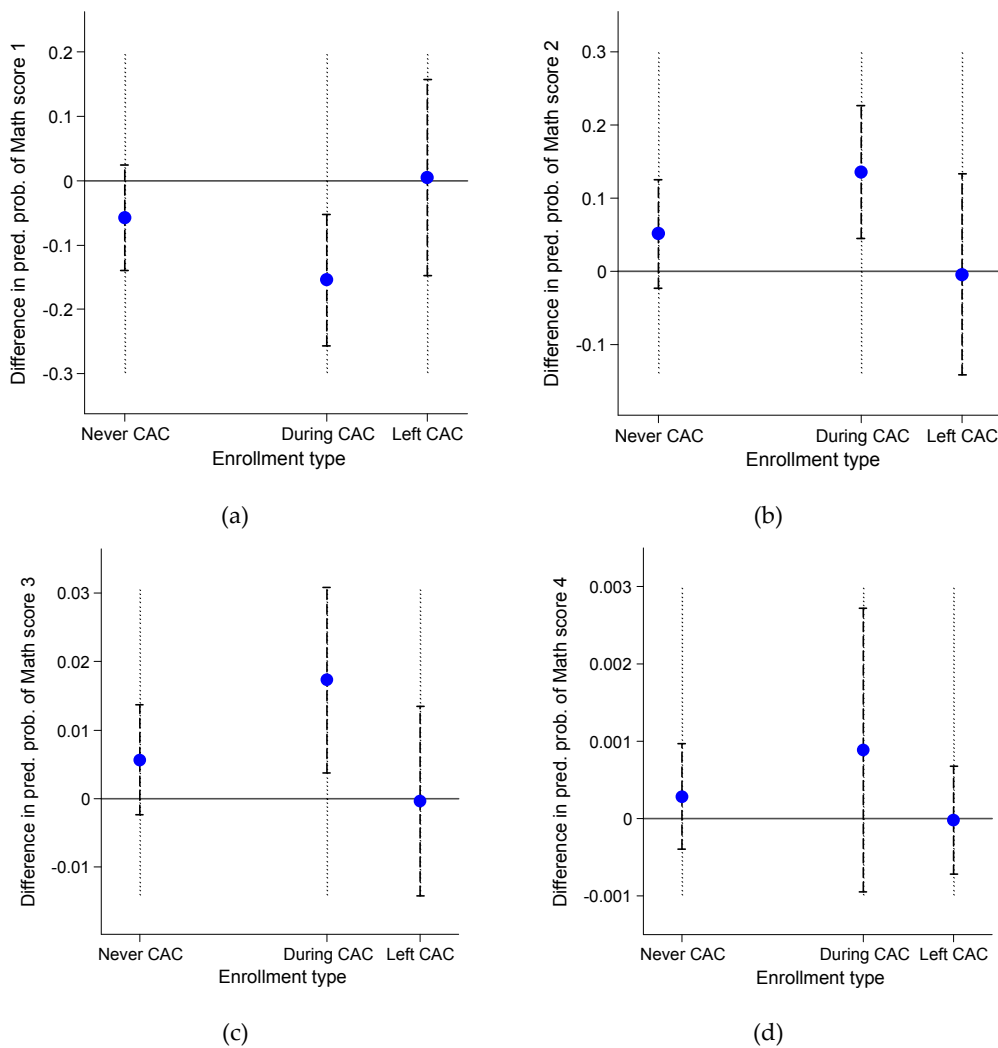 Difference in pred. prob. of Math score 1
0.2
0.1
0
-0.1
-0.2
-0.3
Never CAC During CAC Left CAC
Enrollment type
(a)
Difference in pred. prob. of Math score 2
0.3
0.2
0.1
0
-0.1
Never CAC During CAC Left CAC
Enrollment type
(b)
Difference in pred. prob. of Math score 3
0.03
0.02
0.01
0
-0.01
Never CAC During CAC Left CAC
Enrollment type
(c)
Difference in pred. prob. of Math score 4
0.003
0.002
0.001
0
-0.001
Never CAC During CAC Left CAC
Enrollment type
(d)